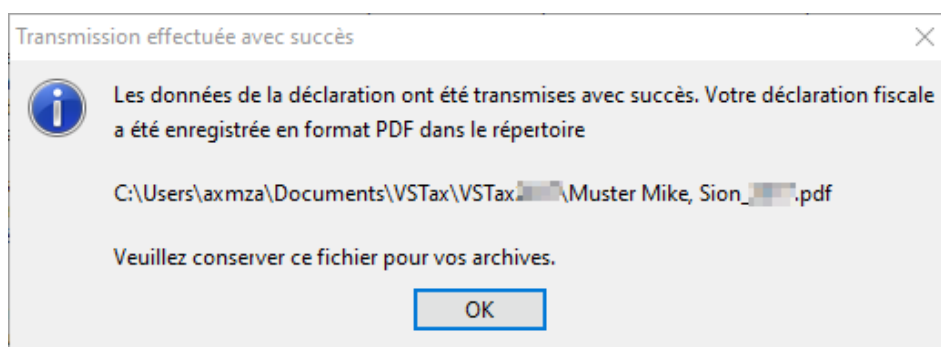 Transmission effectuée avec succès
Les données de la déclaration ont été transmises avec succès. Votre déclaration fiscale
a été enregistrée en format PDF dans le répertoire
C:\Users\axmza\Documents\VSTax\VSTax \Muster Mike, Sion_ .pdf
Veuillez conserver ce fichier pour vos archives.
OK